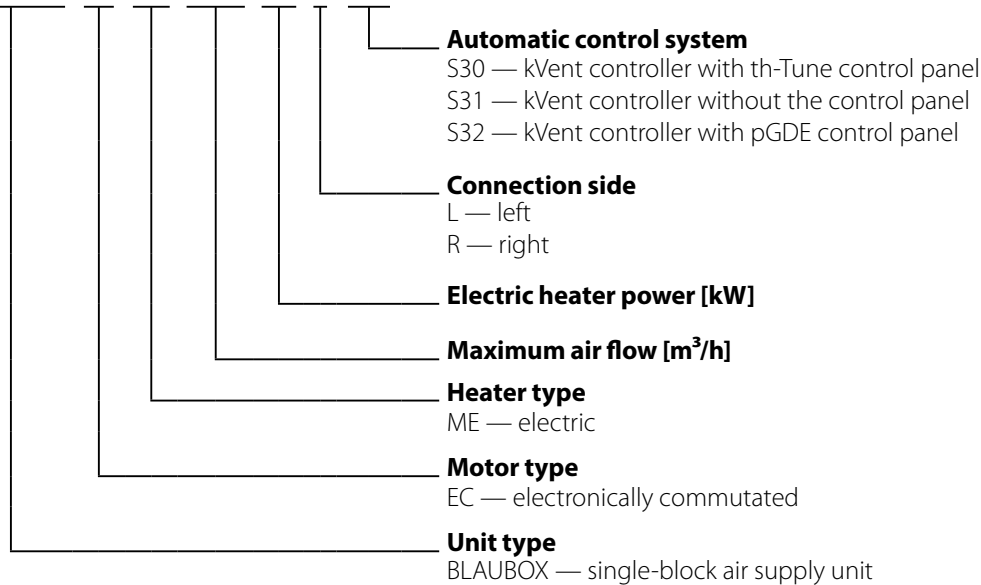 Automatic control system
S30 — kVent controller with th-Tune control panel
S31 — kVent controller without the control panel
S32 — kVent controller with pGDE control panel
Connection side
L — left
R — right
Electric heater power [kW]
Maximum air flow [m³/h]
Heater type
ME — electric
Motor type
EC — electronically commutated
Unit type
BLAUBOX — single-block air supply unit